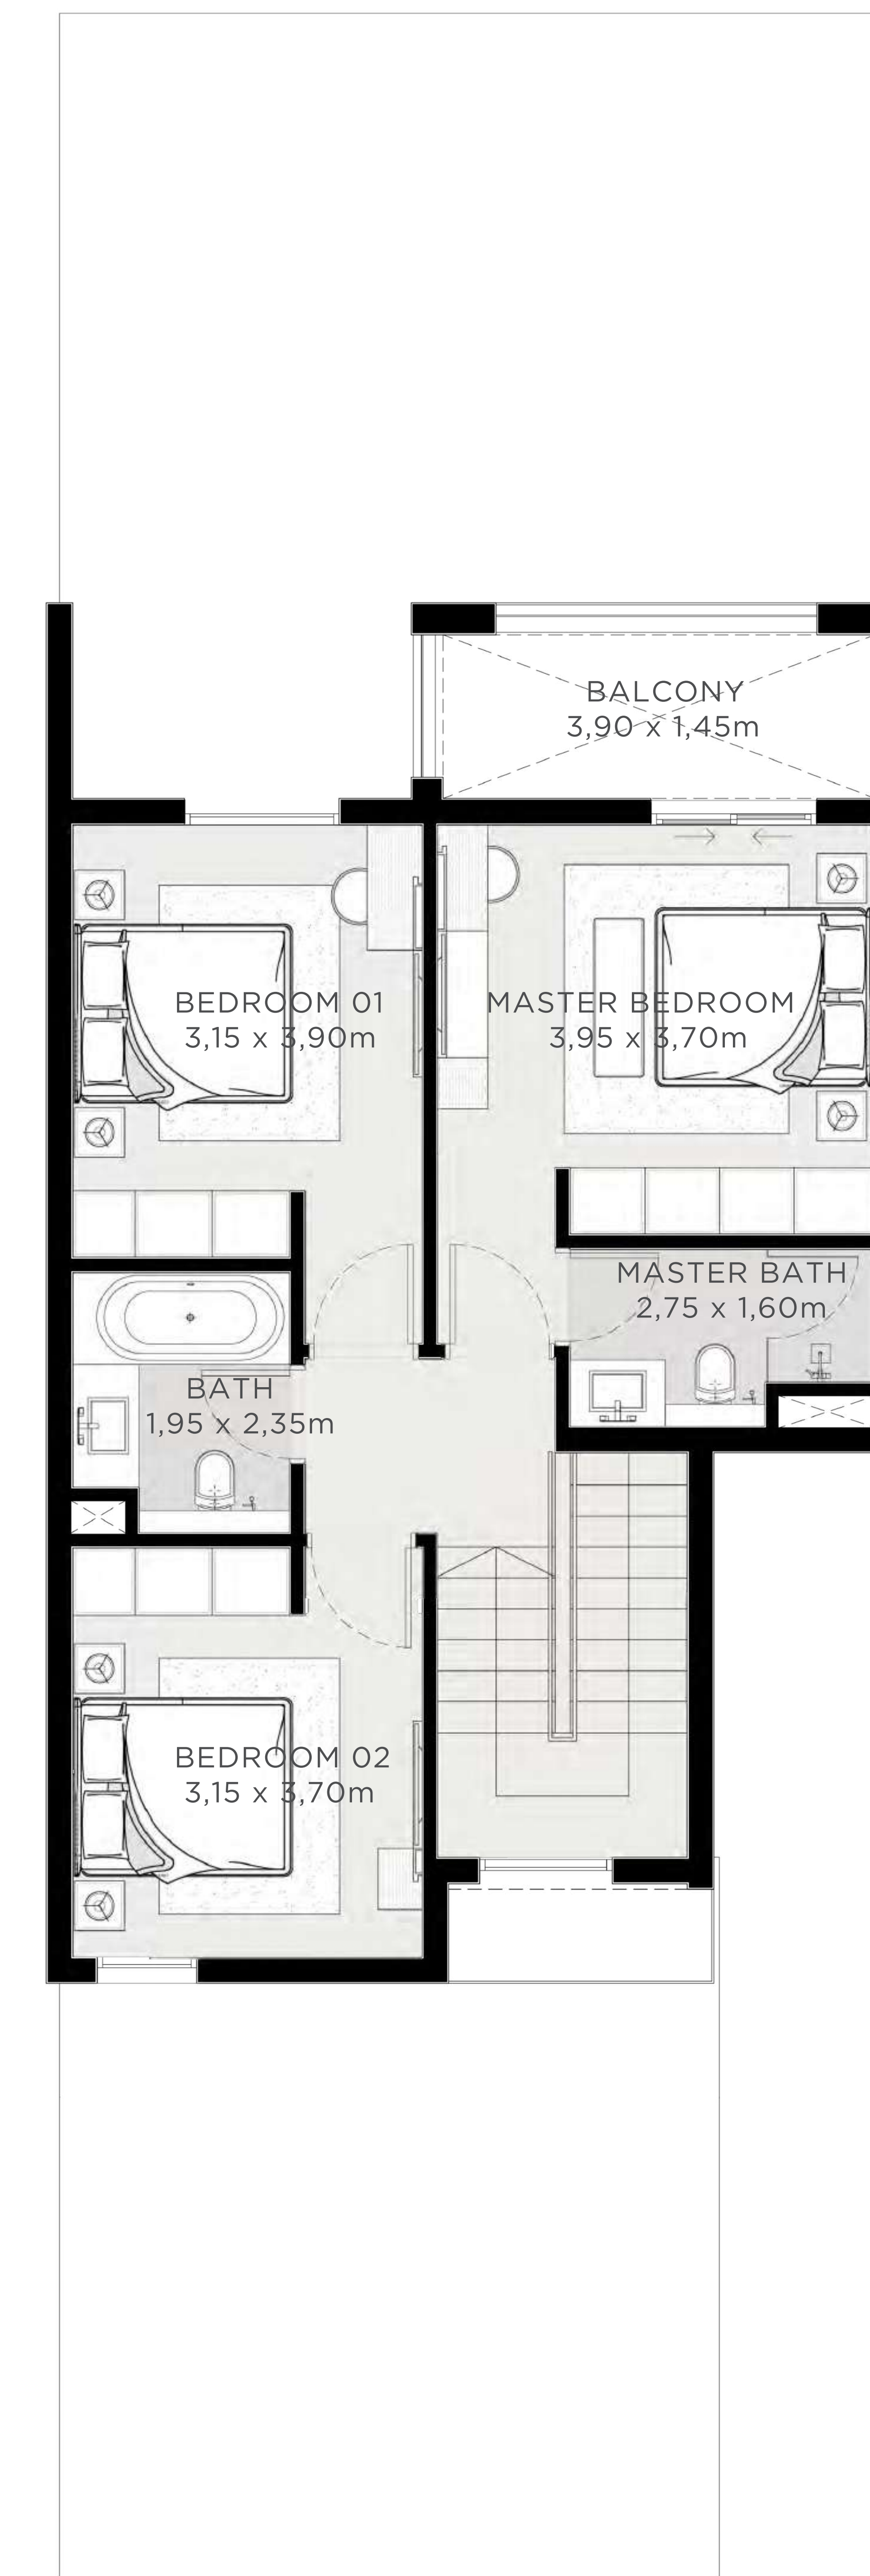 BALCONY
3,90 x 1,45m
BEDROOM 01
3,15 x 3,90m
MASTER BEDROOM
3,95 x 3,70m
MASTER BATH
2,75 x 1,60m
BATH
1,95 x 2,35m
BEDROOM 02
3,15 x 3,70m